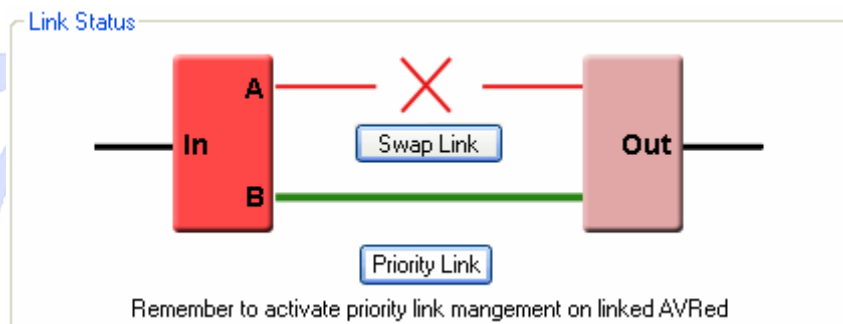 Link Status
A
In
Swap Link
Out
B
Priority Link
Remember to activate priority link mangement on linked AVRed